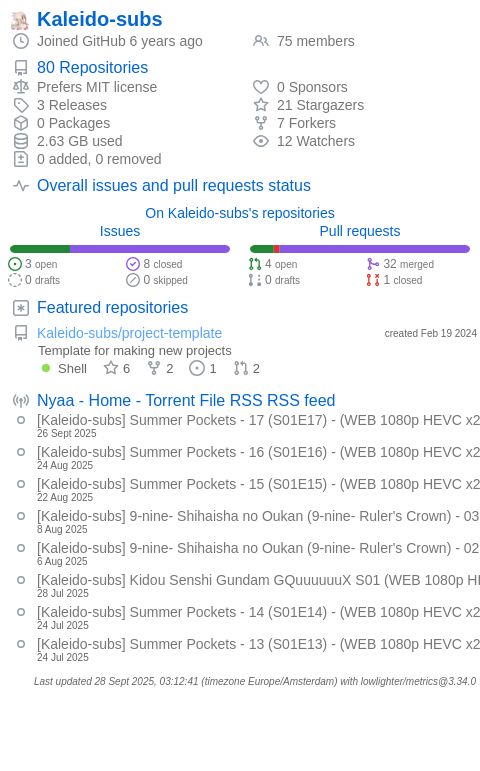 Kaleido-subs
Joined GitHub 6 years ago
75 members
80 Repositories
Prefers MIT license
0 Sponsors
3 Releases
21 Stargazers
0 Packages
7 Forkers
2.63 GB used
12 Watchers
0 added, 0 removed
Overall issues and pull requests status
On Kaleido-subs's repositories
Issues
Pull requests
3 open
8 closed
4 open
32 merged
0 drafts
0 skipped
0 drafts
1 closed
Featured repositories
Kaleido-subs/project-template
created Feb 19 2024
Template for making new projects
Shell 6 2 1 2
Nyaa - Home - Torrent File RSS RSS feed
[Kaleido-subs] Summer Pockets - 17 (S01E17) - (WEB 1080p HEVC x2
26 Sept 2025
[Kaleido-subs] Summer Pockets - 16 (S01E16) - (WEB 1080p HEVC x2
24 Aug 2025
[Kaleido-subs] Summer Pockets - 15 (S01E15) - (WEB 1080p HEVC x2
22 Aug 2025
[Kaleido-subs] 9-nine- Shihaisha no Oukan (9-nine- Ruler's Crown) - 03
8 Aug 2025
[Kaleido-subs] 9-nine- Shihaisha no Oukan (9-nine- Ruler's Crown) - 02
6 Aug 2025
[Kaleido-subs] Kidou Senshi Gundam GQuuuuuuX S01 (WEB 1080p HE
28 Jul 2025
[Kaleido-subs] Summer Pockets - 14 (S01E14) - (WEB 1080p HEVC x2
24 Jul 2025
[Kaleido-subs] Summer Pockets - 13 (S01E13) - (WEB 1080p HEVC x2
24 Jul 2025
Last updated 28 Sept 2025, 03:12:41 (timezone Europe/Amsterdam) with lowlighter/metrics@3.34.0